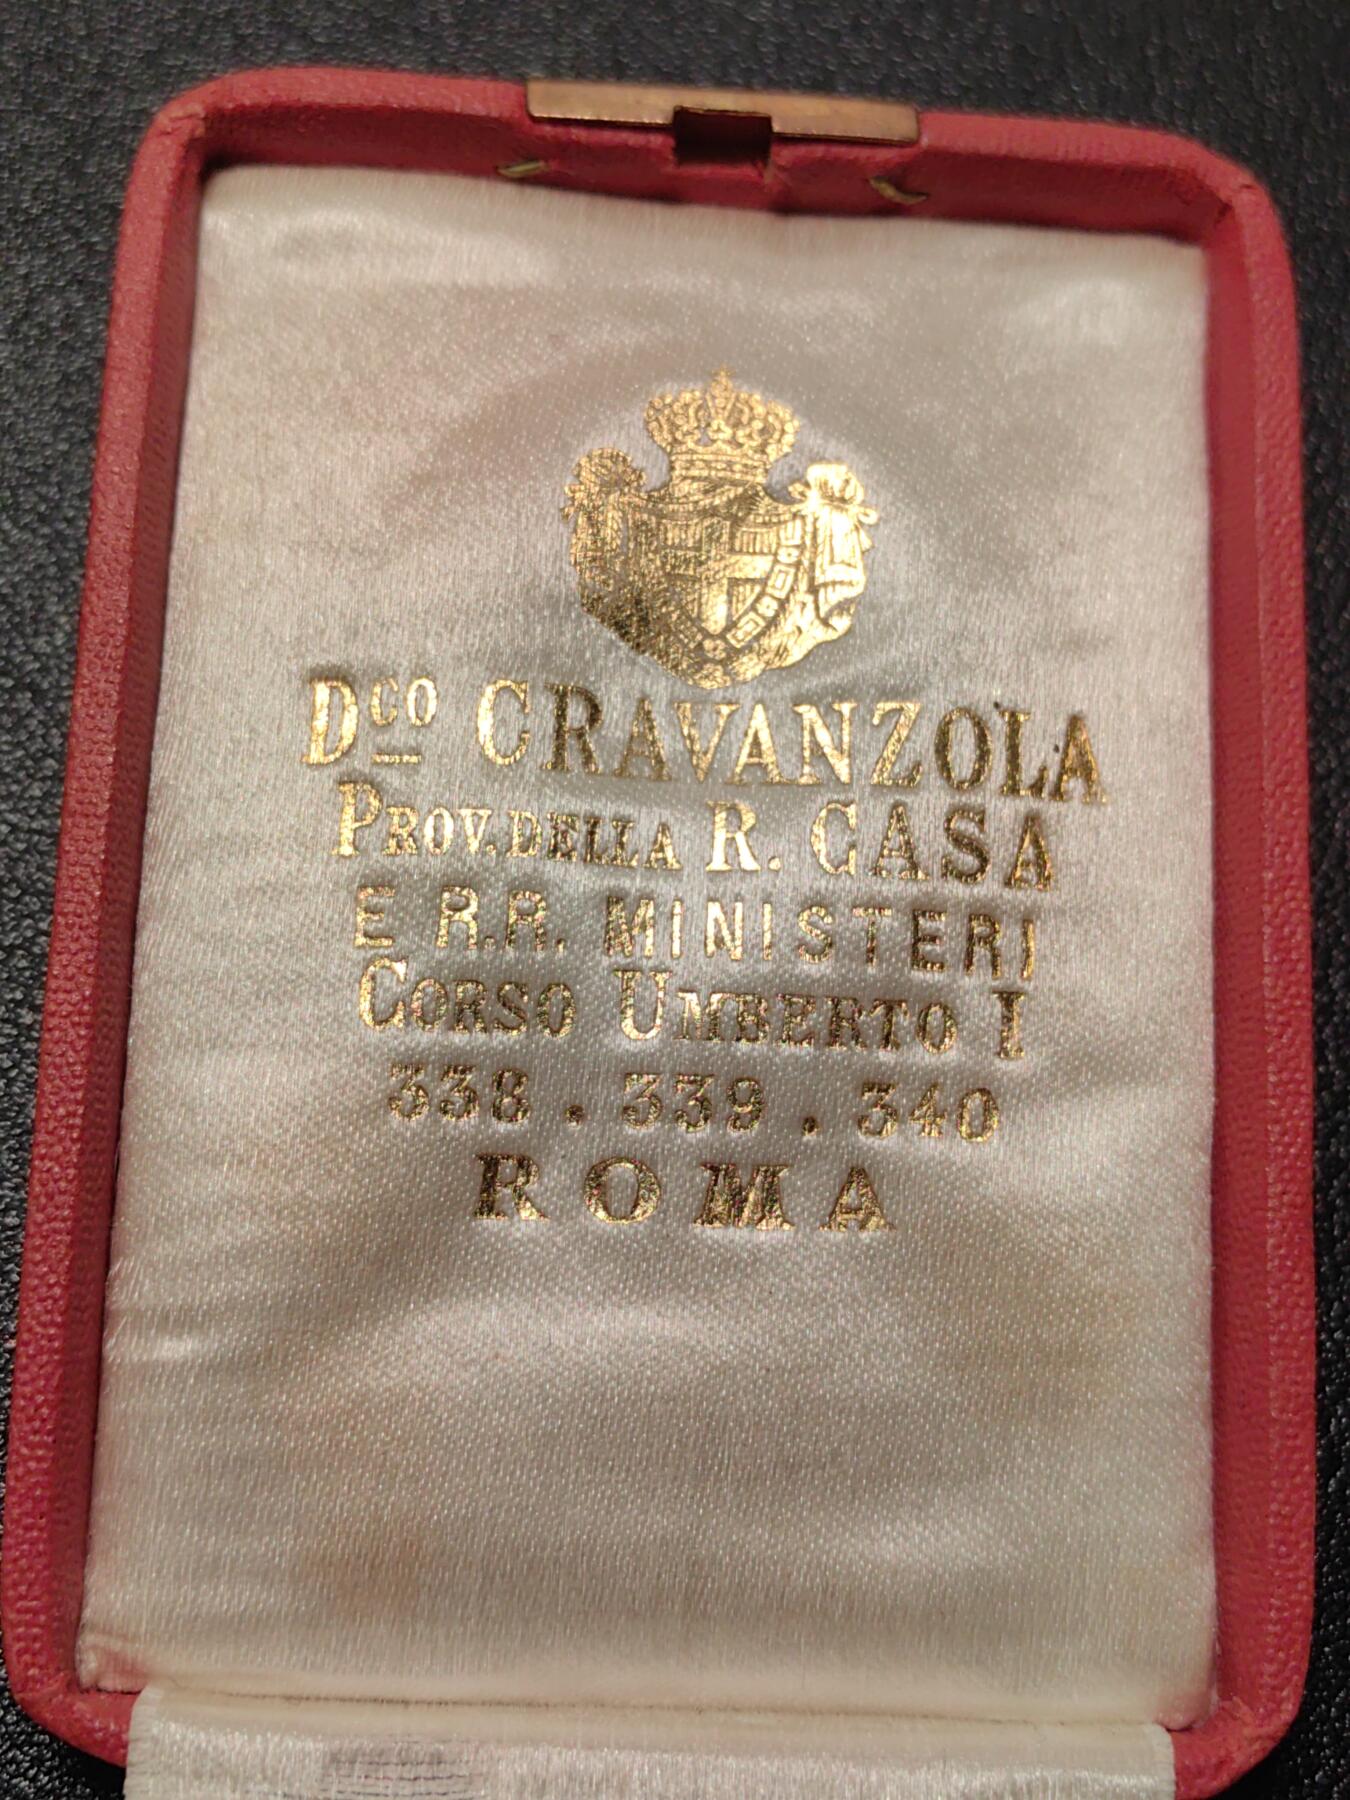 Dco CRAVANZOLA
PROV. DELLA R. CASA
E R.R. MINISTERI
CORSO UMBERTO I
338 . 339 . 340
ROMA